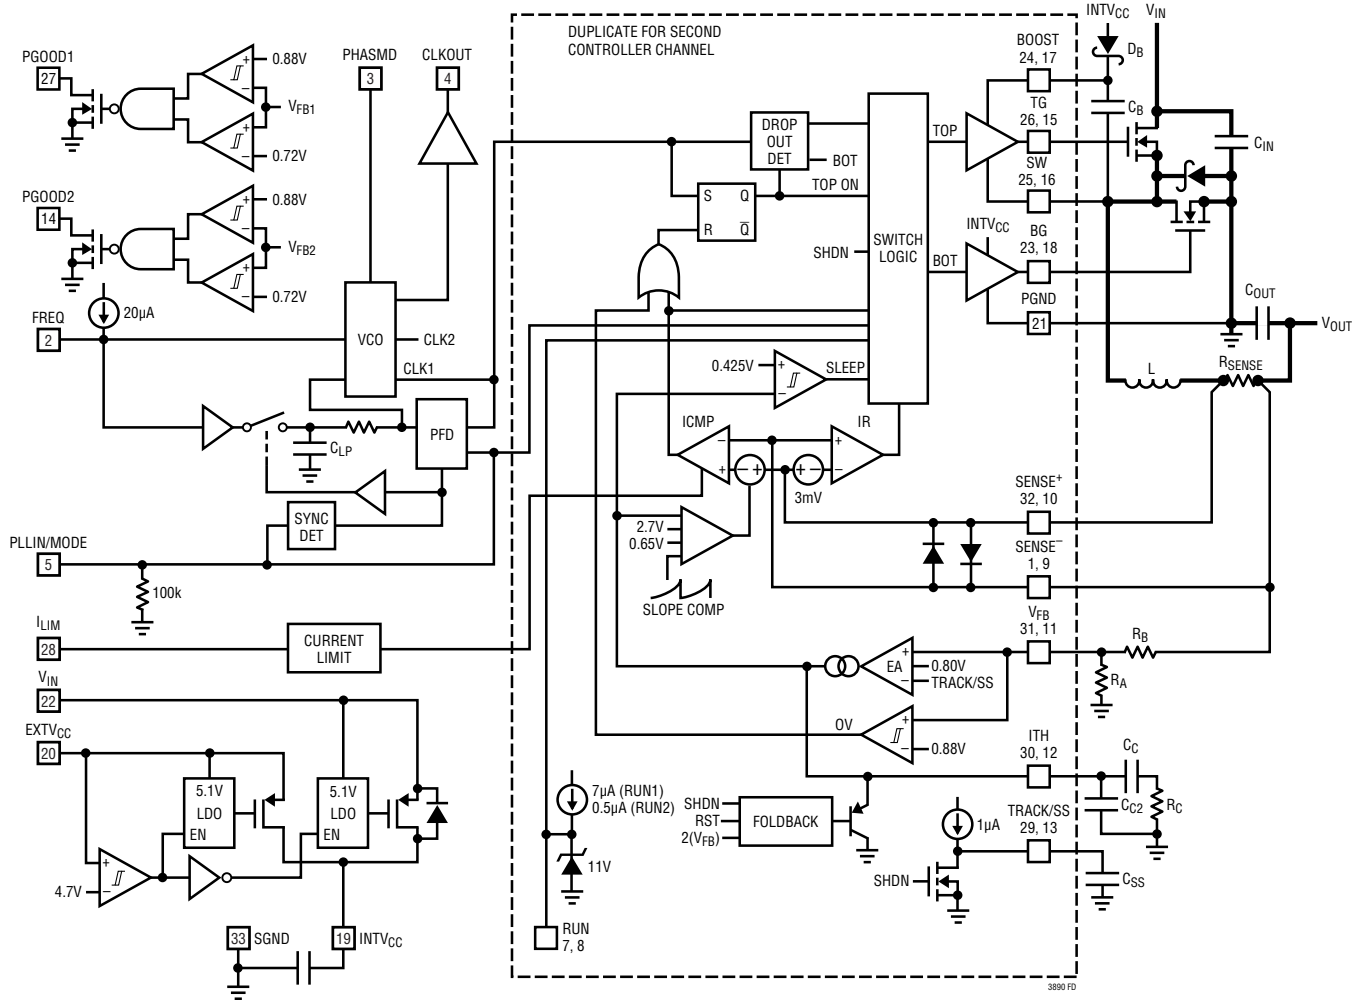 DUPLICATE FOR SECOND
CONTROLLER CHANNEL
PGOOD1
27
0.88V
VFB1
0.72V
PGOOD2
14
0.88V
VFB2
0.72V
PHASMD
3
CLKOUT
4
FREQ
2
20µA
VCO
CLK2
CLK1
CLP
PFD
SYNC
DET
PLLIN/MODE
5
100k
ILIM
28
CURRENT
LIMIT
VIN
22
EXTVCC
20
5.1V
LDO
EN
5.1V
LDO
EN
4.7V
33
SGND
19
INTVCC
DROP
OUT
DET
BOT
TOP ON
S
Q
R
Q̅
SHDN
SWITCH
LOGIC
TOP
BOT
INTVCC
0.425V
SLEEP
ICMP
IR
3mV
2.7V
0.65V
SLOPE COMP
EA
0.80V
TRACK/SS
OV
0.88V
7µA (RUN1)
0.5µA (RUN2)
11V
RUN
7, 8
SHDN
RST
2(VFB)
FOLDBACK
1µA
SHDN
BOOST
24, 17
TG
26, 15
SW
25, 16
BG
23, 18
PGND
21
SENSE+
32, 10
SENSE–
1, 9
VFB
31, 11
ITH
30, 12
TRACK/SS
29, 13
INTVCC
VIN
DB
CB
CIN
COUT
VOUT
L
RSENSE
RB
RA
CC
CC2
RC
CSS
3890 FD